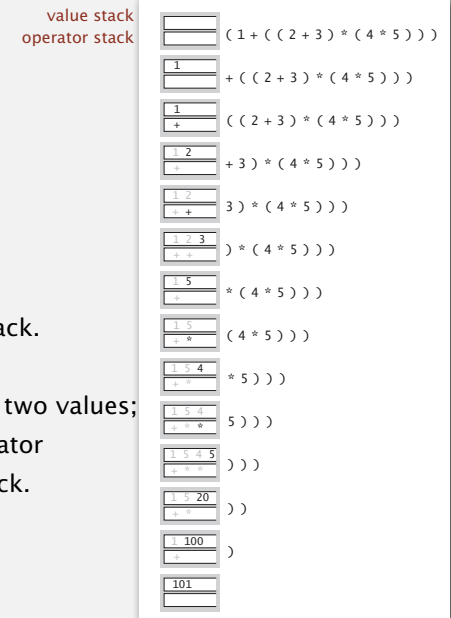 value stack
operator stack
( 1 + ( ( 2 + 3 ) * ( 4 * 5 ) ) )
1
+ ( ( 2 + 3 ) * ( 4 * 5 ) ) )
1
+
( ( 2 + 3 ) * ( 4 * 5 ) ) )
1 2
+
+ 3 ) * ( 4 * 5 ) ) )
1 2
+ +
3 ) * ( 4 * 5 ) ) )
1 2 3
+ +
) * ( 4 * 5 ) ) )
1 5
+
* ( 4 * 5 ) ) )
ack.
1 5
+ *
( 4 * 5 ) ) )
1 5 4
+ *
* 5 ) ) )
two values;
1 5 4
+ * *
5 ) ) )
ator
1 5 4 5
+ * *
) ) )
ck.
1 5 20
+ *
) )
1 100
+
)
101